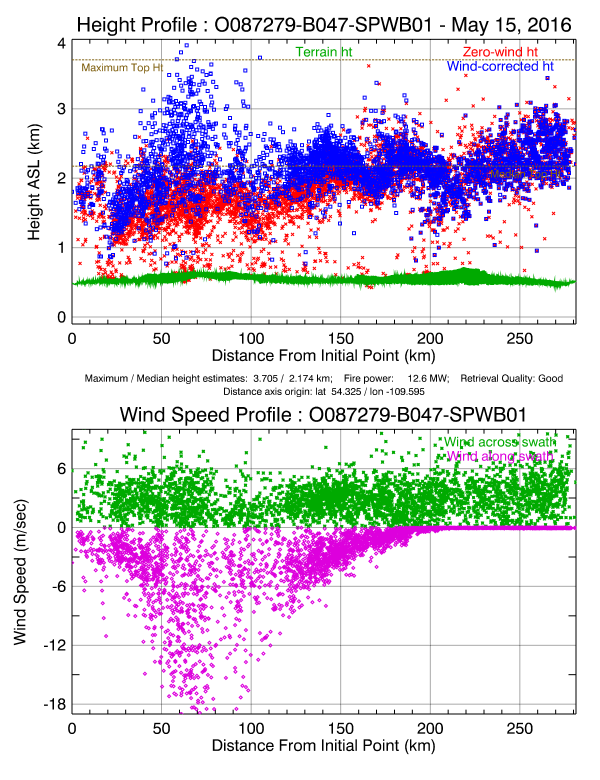 Height Profile : O087279-B047-SPWB01 - May 15, 2016
Terrain ht
Zero-wind ht
Wind-corrected ht
Maximum Top Ht
4
3
2
1
0
Height ASL (km)
0 50 100 150 200 250
Distance From Initial Point (km)
Maximum / Median height estimates: 3.705 / 2.174 km; Fire power: 12.6 MW; Retrieval Quality: Good
Distance axis origin: lat 54.325 / lon -109.595
Wind Speed Profile : O087279-B047-SPWB01
Wind across swath
Wind along swath
6
0
-6
-12
-18
Wind Speed (m/sec)
0 50 100 150 200 250
Distance From Initial Point (km)